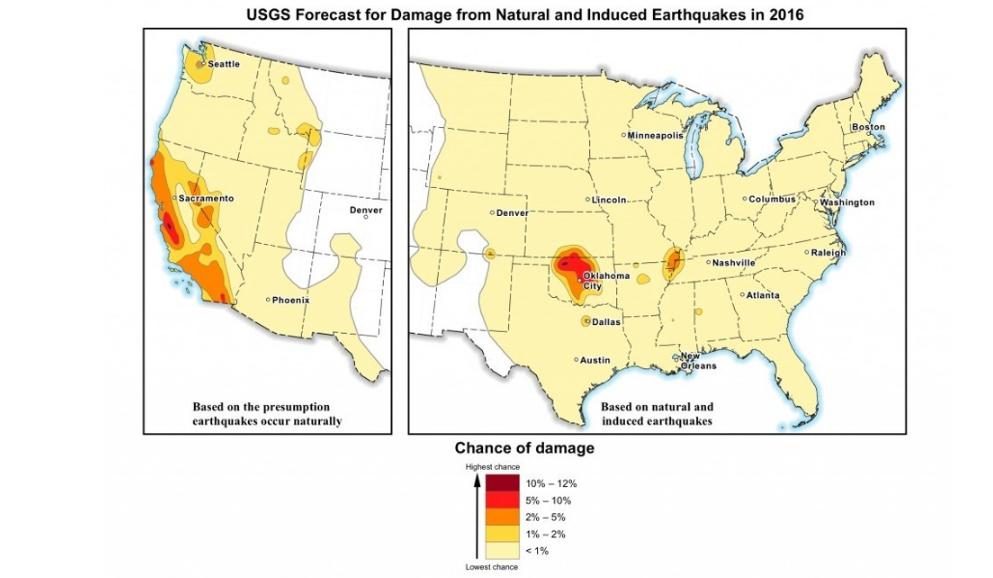 USGS Forecast for Damage from Natural and Induced Earthquakes in 2016
Seattle
Sacramento
Denver
Phoenix
Based on the presumption
earthquakes occur naturally
Minneapolis
Boston
Lincoln
Columbus
Washington
Denver
Nashville
Raleigh
Oklahoma
City
Atlanta
Dallas
Austin
New
Orleans
Based on natural and
induced earthquakes
Chance of damage
Highest chance
10% – 12%
5% – 10%
2% – 5%
1% – 2%
< 1%
Lowest chance